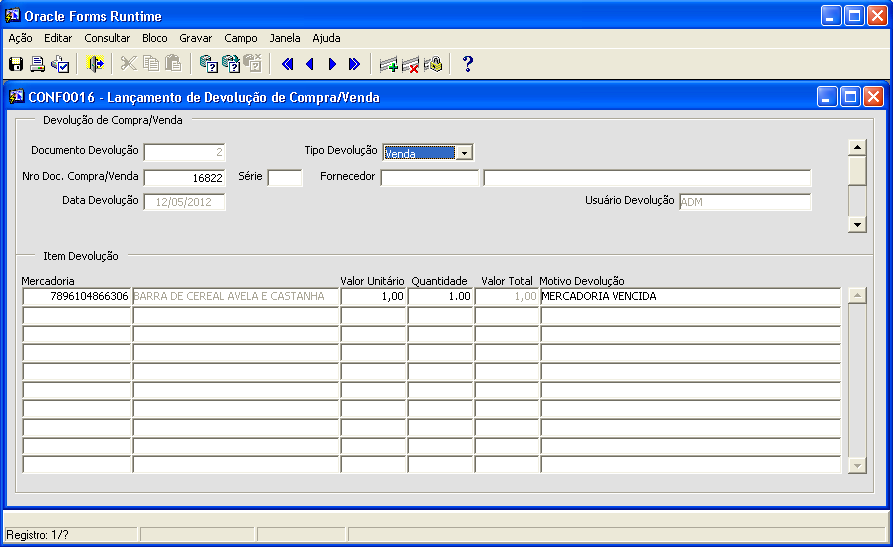 Oracle Forms Runtime
Ação Editar Consultar Bloco Gravar Campo Janela Ajuda
CONF0016 - Lançamento de Devolução de Compra/Venda
Devolução de Compra/Venda
Documento Devolução 2 Tipo Devolução Venda
Nro Doc. Compra/Venda 16822 Série Fornecedor
Data Devolução 12/05/2012 Usuário Devolução ADM
Item Devolução
Mercadoria Valor Unitário Quantidade Valor Total Motivo Devolução
7896104866306 BARRA DE CEREAL AVELA E CASTANHA 1,00 1.00 1,00 MERCADORIA VENCIDA
Registro: 1/?